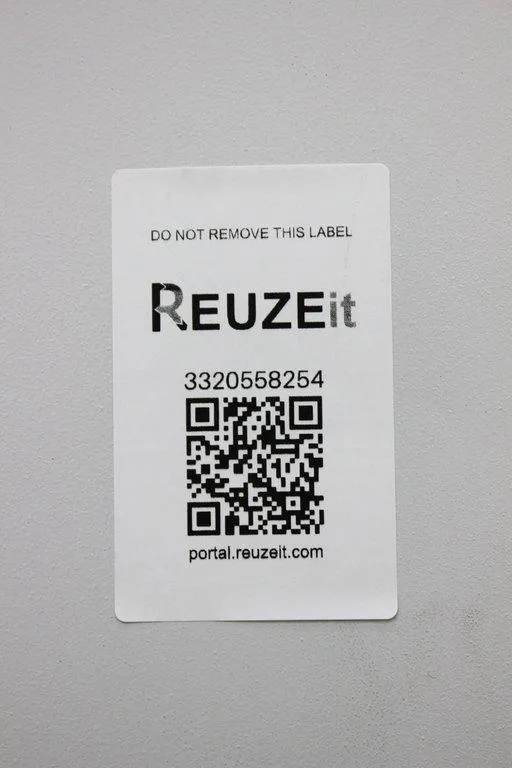 DO NOT REMOVE THIS LABEL
REUZEit
3320558254
portal.reuzeit.com